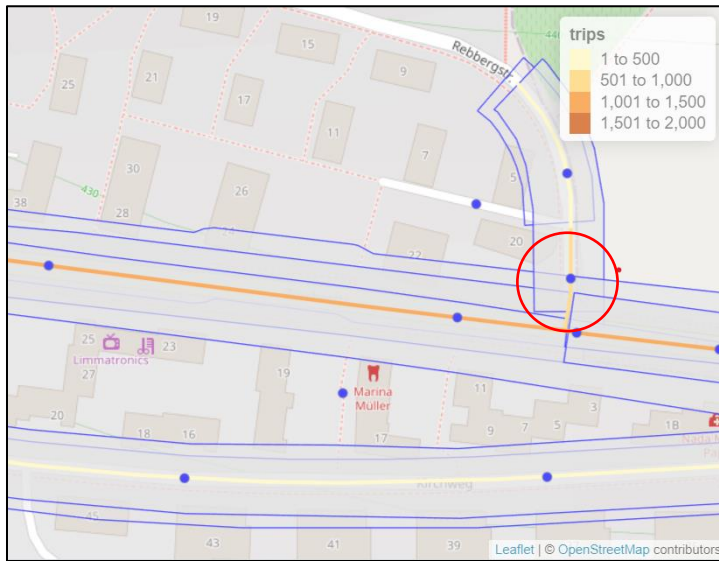 trips
1 to 500
501 to 1,000
1,001 to 1,500
1,501 to 2,000
19
15
9
Rebbergstr
440
25
21
17
11
7
5
30
430
38
28
26
22
20
25
23
Limmatronics
27
19
Marina
Müller
11
3
20
18
16
17
9
7
5
1B
Kirchweg
45
43
41
39
Leaflet | © OpenStreetMap contributors